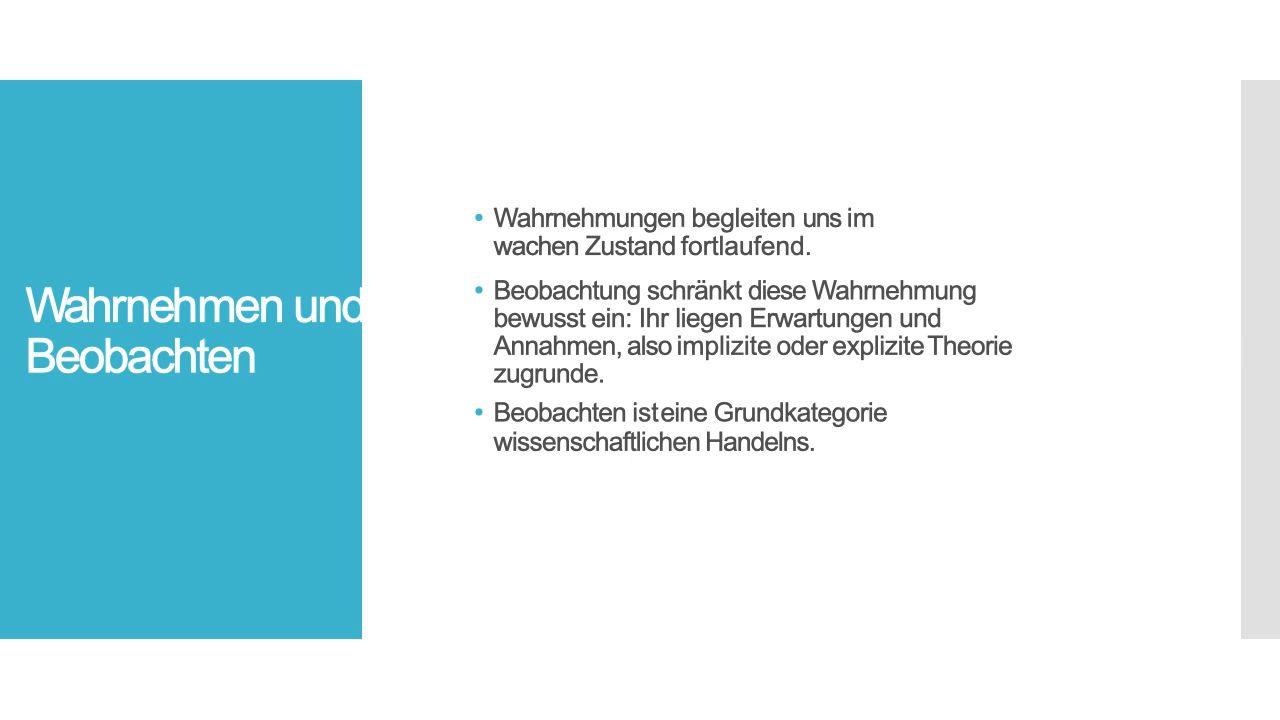 Wahrnehmen und
Beobachten
• Wahrnehmungen begleiten uns im
wachen Zustand fortlaufend.
• Beobachtung schränkt diese Wahrnehmung
bewusst ein: Ihr liegen Erwartungen und
Annahmen, also implizite oder explizite Theorie
zugrunde.
• Beobachten ist eine Grundkategorie
wissenschaftlichen Handelns.